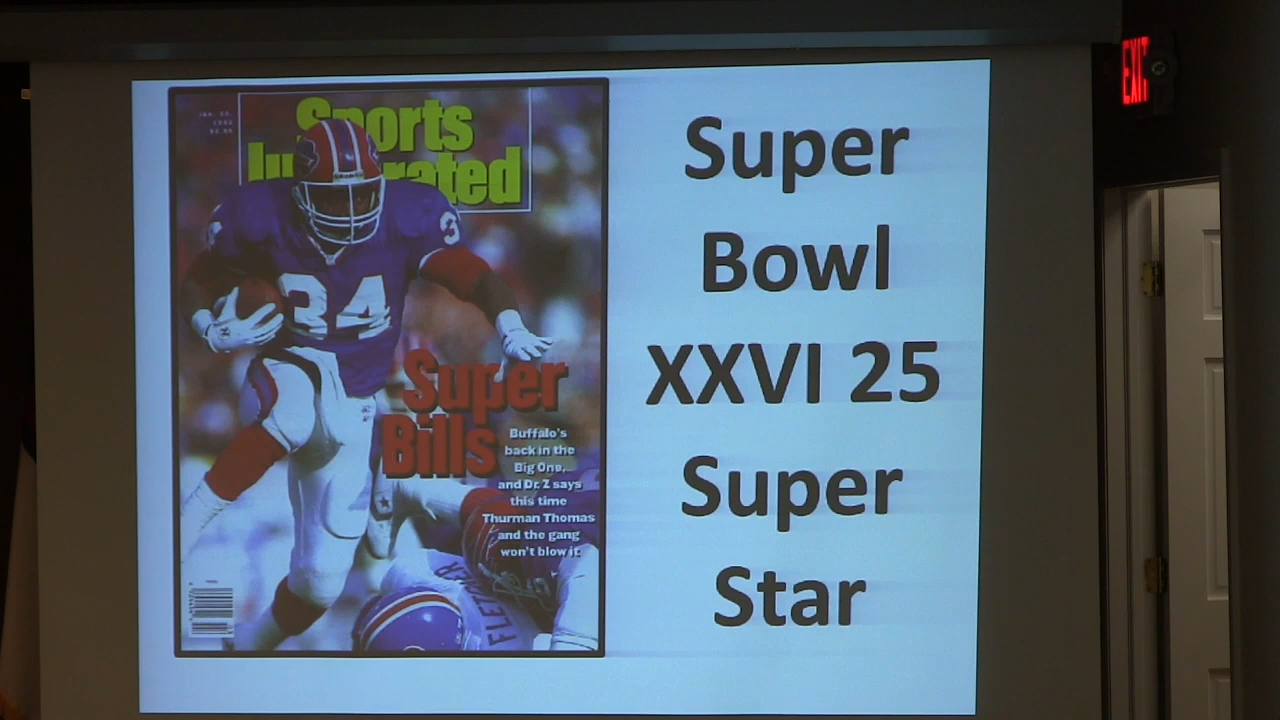 Sports
Illustrated
34
3
Super
Bills
Buffalo's
back in the
Big One,
and Dr. Z says
this time
Thurman Thomas
and the gang
won't blow it
Super
Bowl
XXVI 25
Super
Star
EXIT